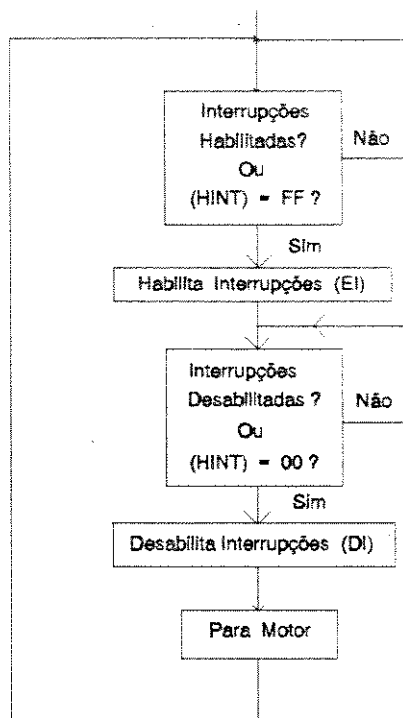 Interrupções
Habilitadas?
Não
Ou
(HINT) = FF ?
Sim
Habilita Interrupções (EI)
Interrupções
Desabilitadas ?
Não
Ou
(HINT) = 00 ?
Sim
Desabilita Interrupções (DI)
Para Motor